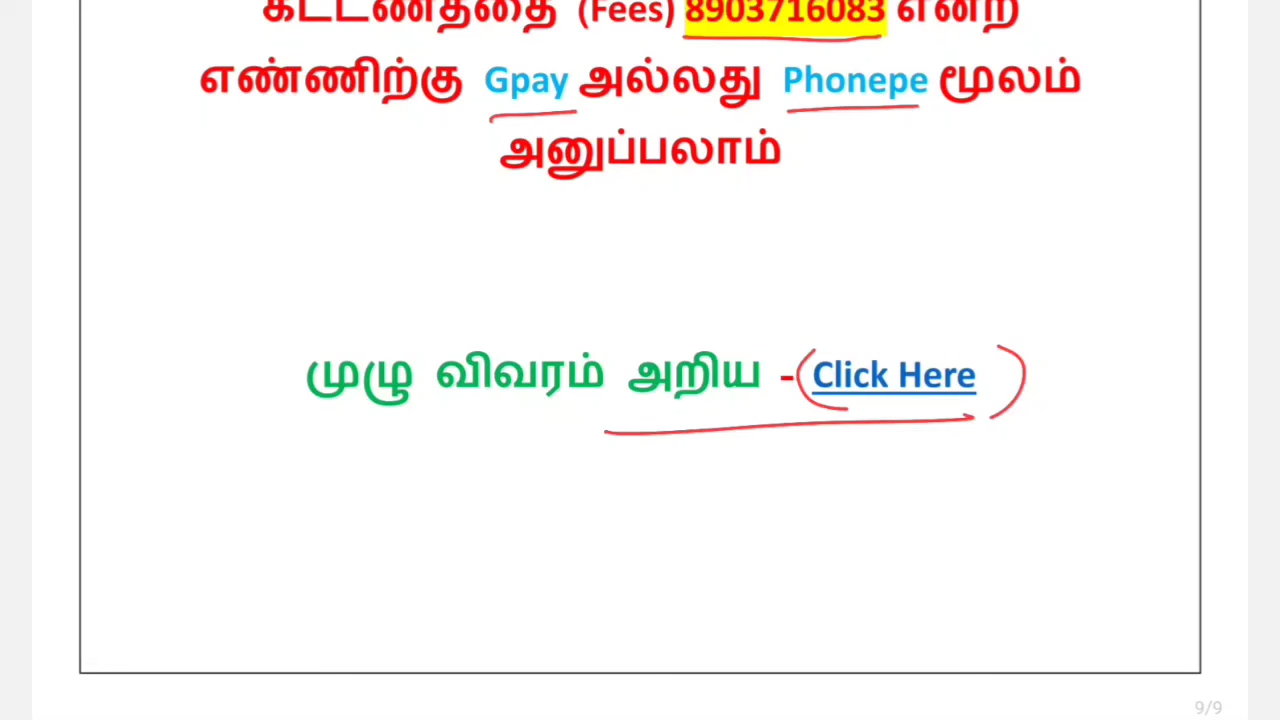 கட்டணத்தை (Fees) 8903716083 என்ற
எண்ணிற்கு Gpay அல்லது Phonepe மூலம்
அனுப்பலாம்
முழு விவரம் அறிய - Click Here
9/9